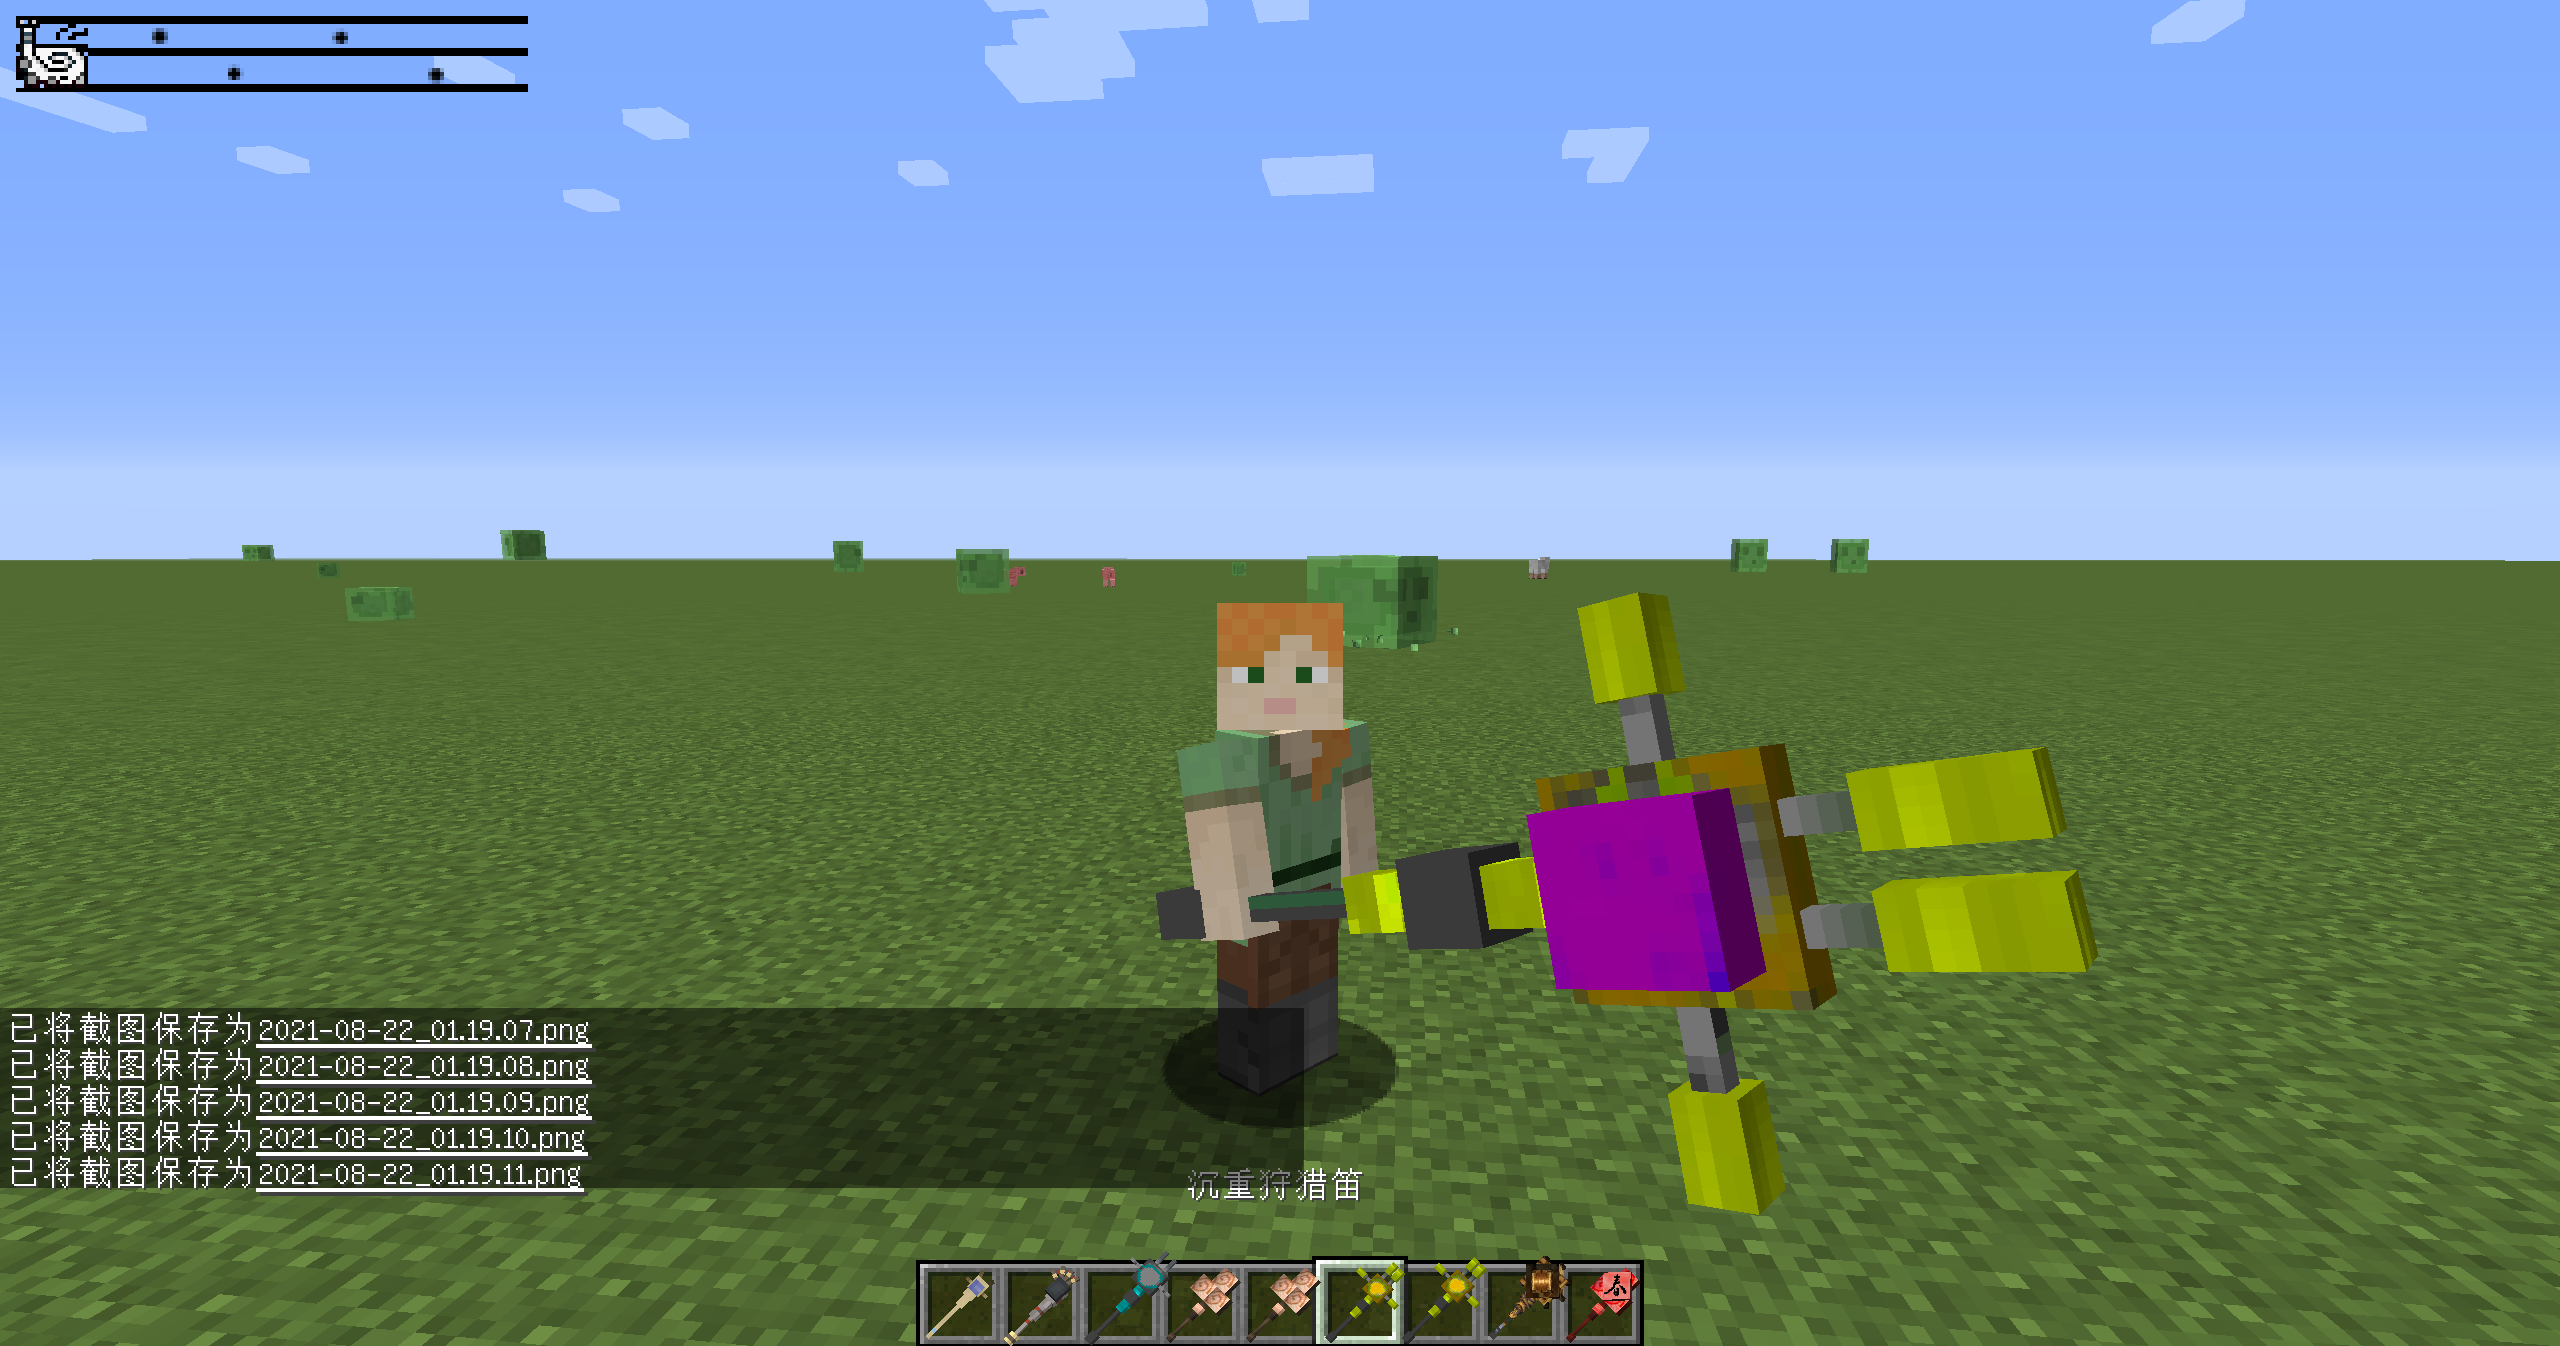 已将截图保存为2021-08-22_01.19.07.png
已将截图保存为2021-08-22_01.19.08.png
已将截图保存为2021-08-22_01.19.09.png
已将截图保存为2021-08-22_01.19.10.png
已将截图保存为2021-08-22_01.19.11.png
沉重狩猎笛
春